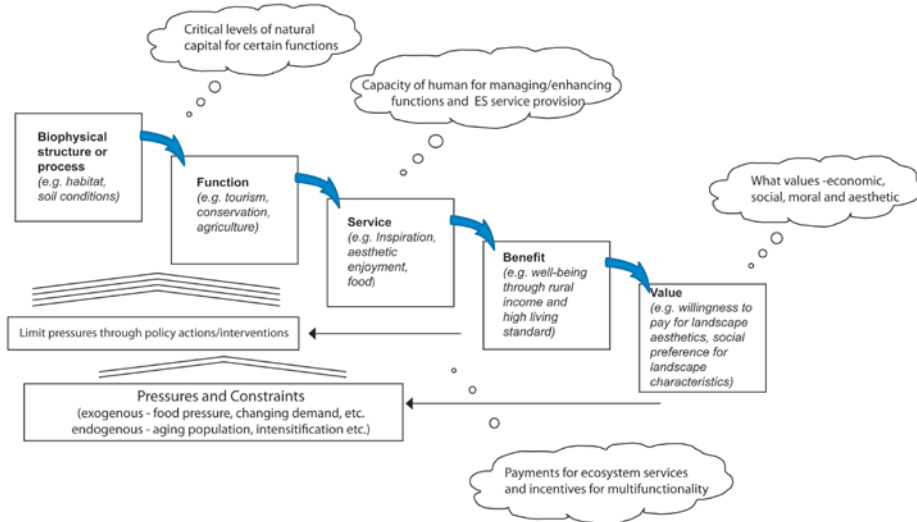 Critical levels of natural
capital for certain functions
Capacity of human for managing/enhancing
functions and ES service provision
Biophysical
structure or
process
(e.g. habitat,
soil conditions)
Function
(e.g. tourism,
conservation,
agriculture)
Service
(e.g. Inspiration,
aesthetic
enjoyment,
food)
What values -economic,
social, moral and aesthetic
Benefit
(e.g. well-being
through rural
income and
high living
standard)
Value
(e.g. willingness to
pay for landscape
aesthetics, social
preference for
landscape
characteristics)
Limit pressures through policy actions/interventions
Pressures and Constraints
(exogenous - food pressure, changing demand, etc.
endogenous - aging population, intensitification etc.)
Payments for ecosystem services
and incentives for multifunctionality